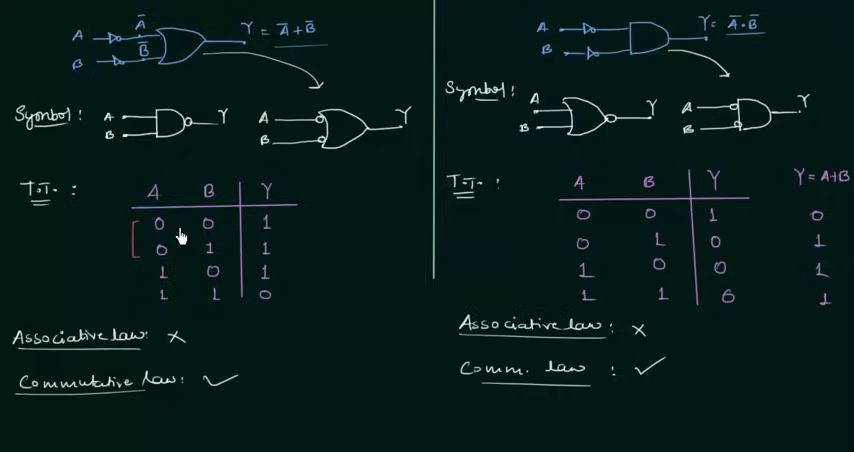 A Ā Y = Ā+B̄
B B̄
Symbol: A B Y A B Y
T.T. :
A B Y
0 0 1
0 1 1
1 0 1
1 1 0
Associative law: ×
Commutative law: ✓
A Y = Ā·B̄
B
Symbol: A B Y A B Y
T.T. :
A B Y Y = A+B
0 0 1 0
0 1 0 1
1 0 0 1
1 1 0 1
Associative law: ×
Comm. law : ✓